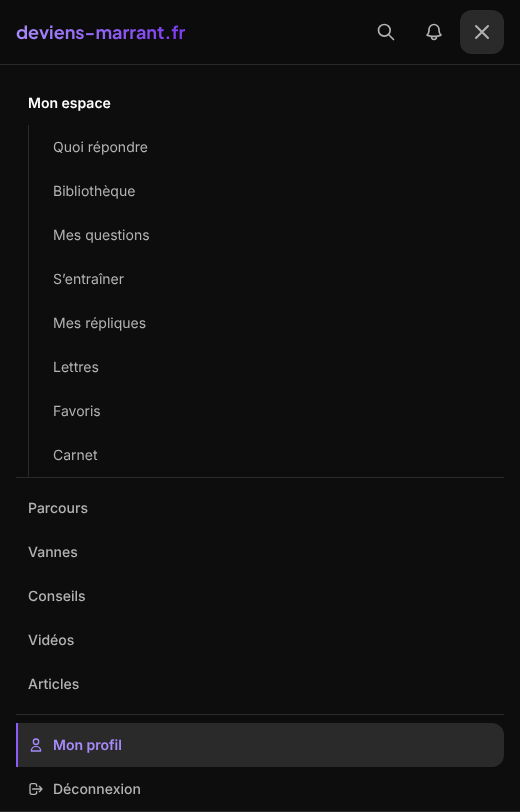 deviens-marrant.fr
Mon espace
Quoi répondre
Bibliothèque
Mes questions
S’entraîner
Mes répliques
Lettres
Favoris
Carnet
Parcours
Vannes
Conseils
Vidéos
Articles
Mon profil
Déconnexion